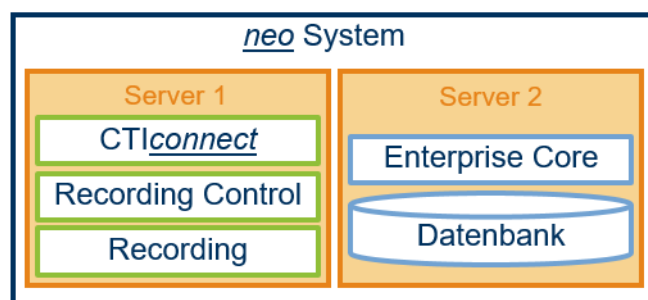 neo System
Server 1
CTIconnect
Recording Control
Recording
Server 2
Enterprise Core
Datenbank